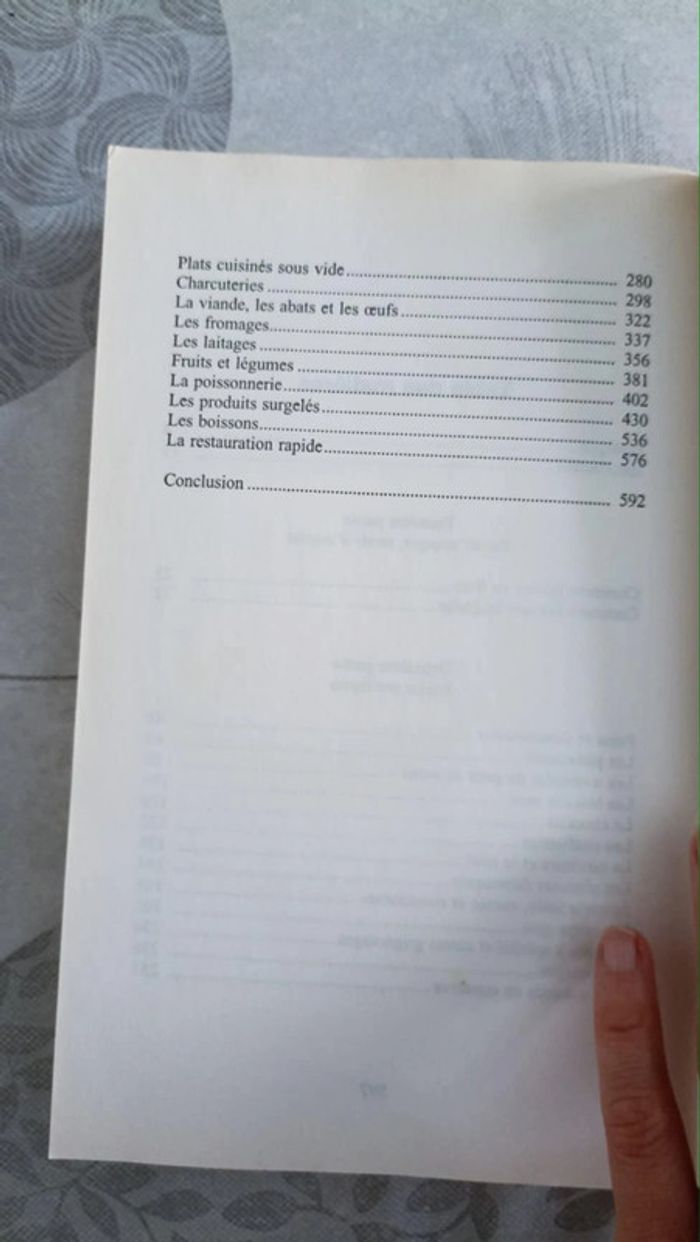 Plats cuisinés sous vide........................ 280
Charcuteries ........................ 298
La viande, les abats et les œufs........................ 322
Les fromages........................ 337
Les laitages ........................ 356
Fruits et légumes ........................ 381
La poissonnerie........................ 402
Les produits surgelés........................ 430
Les boissons........................ 536
La restauration rapide........................ 576
Conclusion ........................ 592